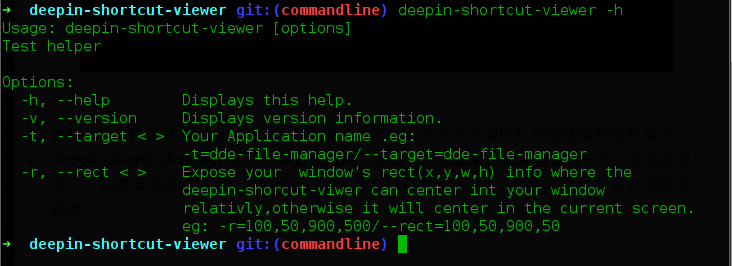 ➜  deepin-shortcut-viewer git:(commandline) deepin-shortcut-viewer -h
Usage: deepin-shortcut-viewer [options]
Test helper

Options:
  -h, --help         Displays this help.
  -v, --version      Displays version information.
  -t, --target < >   Your Application name .eg:
                     -t=dde-file-manager/--target=dde-file-manager
  -r, --rect < >     Expose your  window's rect(x,y,w,h) info where the
                     deepin-shorcut-viwer can center int your window
                     relativly,otherwise it will center in the current screen.
                     eg: -r=100,50,900,500/--rect=100,50,900,50
➜  deepin-shortcut-viewer git:(commandline)